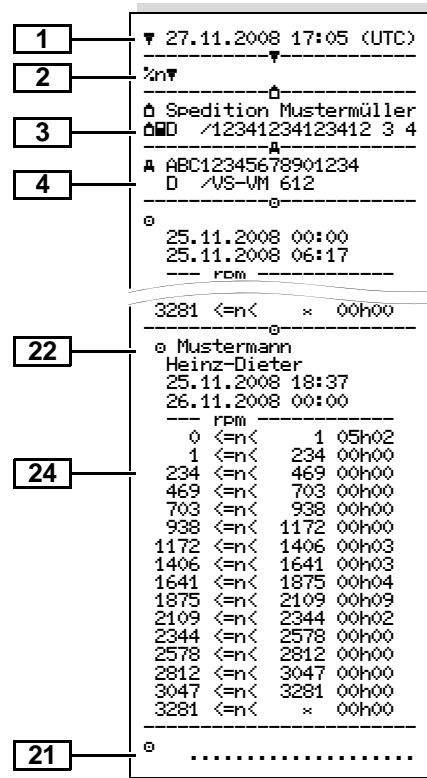 1 ▼ 27.11.2008 17:05 (UTC)
2 %n▼
Spedition Mustermüller
3 D /12341234123412 3 4
ABC12345678901234
4 D /VS-VM 612
25.11.2008 00:00
25.11.2008 06:17
--- rpm ---
3281 <=n< × 00h00
22 Mustermann
Heinz-Dieter
25.11.2008 18:37
26.11.2008 00:00
--- rpm ---
0 <=n< 1 05h02
1 <=n< 234 00h00
24 234 <=n< 469 00h00
469 <=n< 703 00h00
703 <=n< 938 00h00
938 <=n< 1172 00h00
1172 <=n< 1406 00h03
1406 <=n< 1641 00h03
1641 <=n< 1875 00h04
1875 <=n< 2109 00h09
2109 <=n< 2344 00h02
2344 <=n< 2578 00h00
2578 <=n< 2812 00h00
2812 <=n< 3047 00h00
3047 <=n< 3281 00h00
3281 <=n< × 00h00
21 ....................